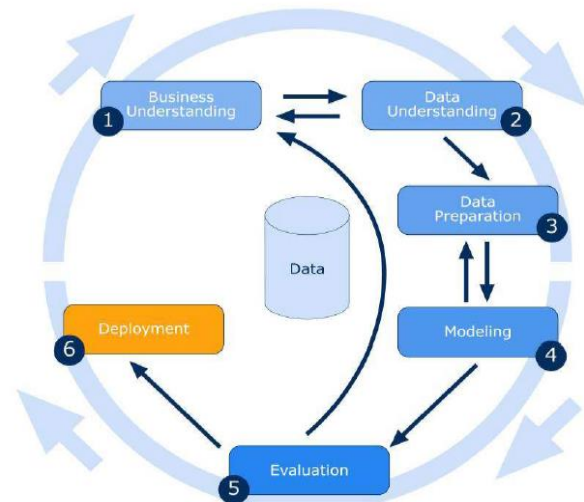 Business
Understanding
1
Data
Understanding
2
Data
Preparation
3
Data
Modeling
4
Deployment
6
Evaluation
5